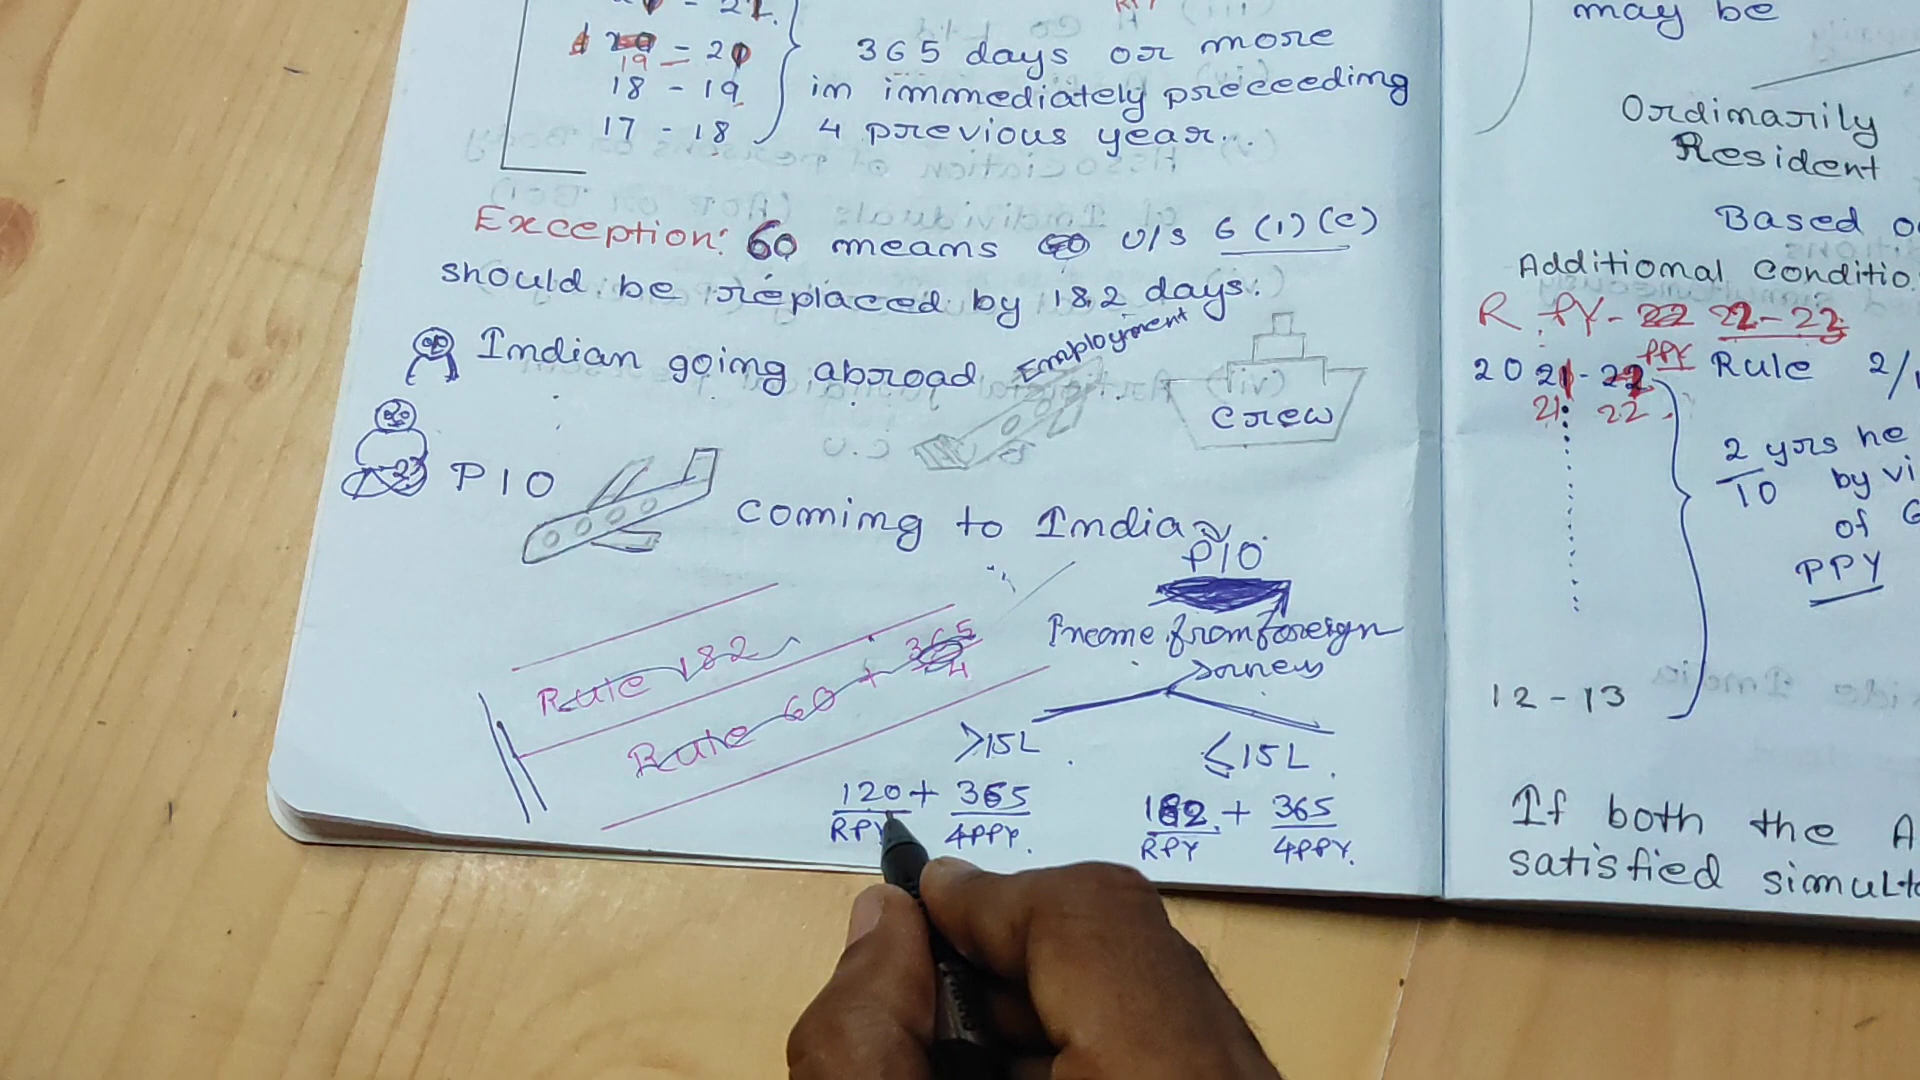 - 21.
19 - 20
18 - 19
17 - 18
365 days or more
in immediately preceeding
4 previous year.
Exception: 60 means 60 u/s 6 (1) (c)
should be replaced by 182 days.
Indian going abroad
Employment
crew
PIO
coming to India
PIO
Income from foreign
Rule 182
Rule 60 + 365
4
>15L
≤15L
120 + 365
RPY 4PPY.
182 + 365
RPY 4PPY.
may be
Ordinarily
Resident
Based o
Additional conditio
R PY - 22 22-23
PPY
2021 - 22
21 22
Rule 2/
2 yrs he
10 by vi
of
PPY
12 - 13
If both the A
satisfied simult